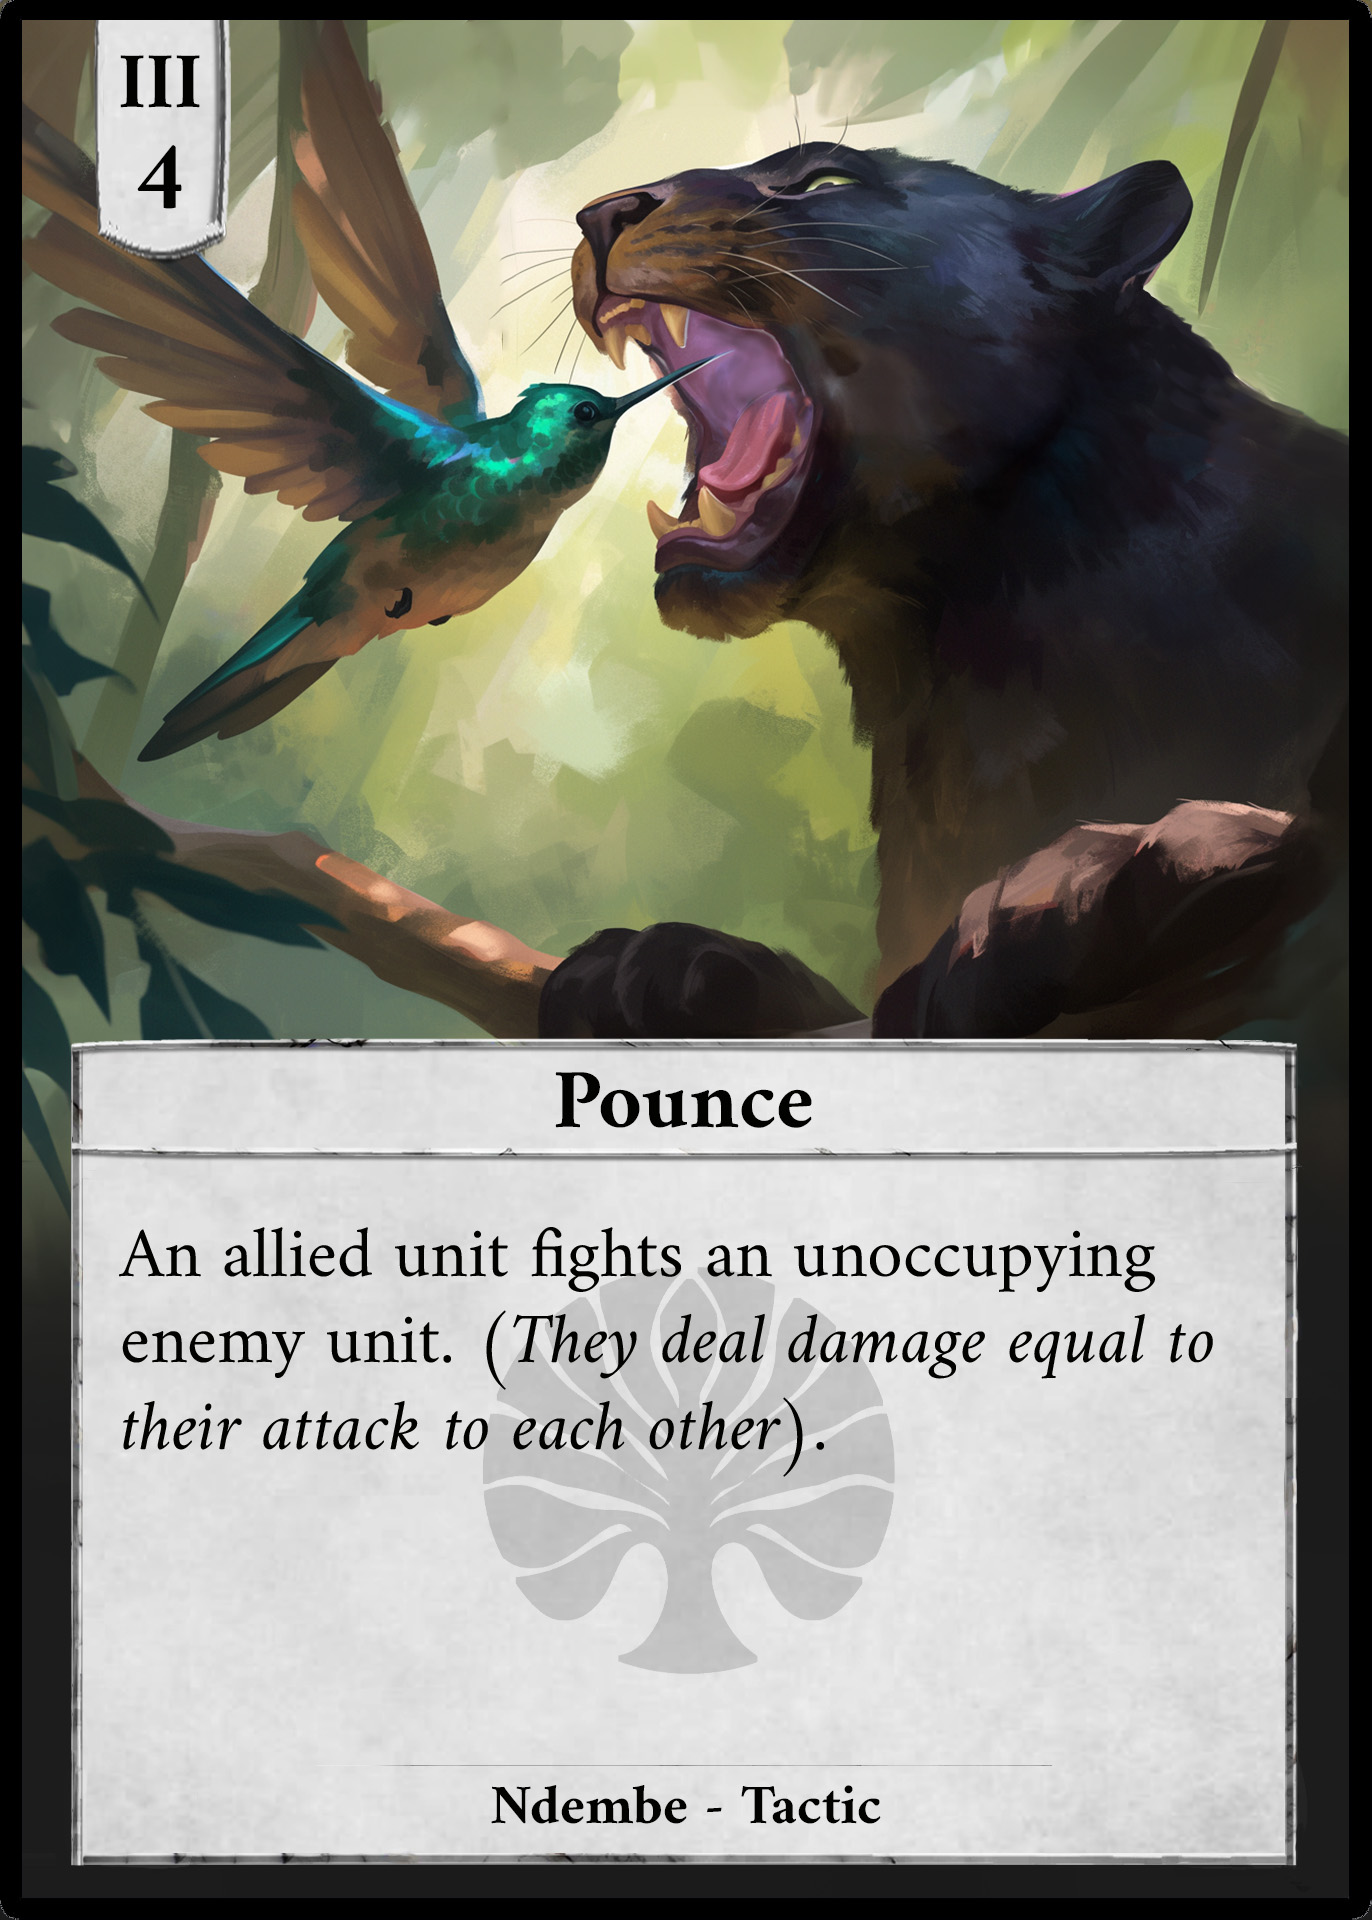 III
4
Pounce
An allied unit fights an unoccupying
enemy unit. (They deal damage equal to
their attack to each other).
Ndembe - Tactic